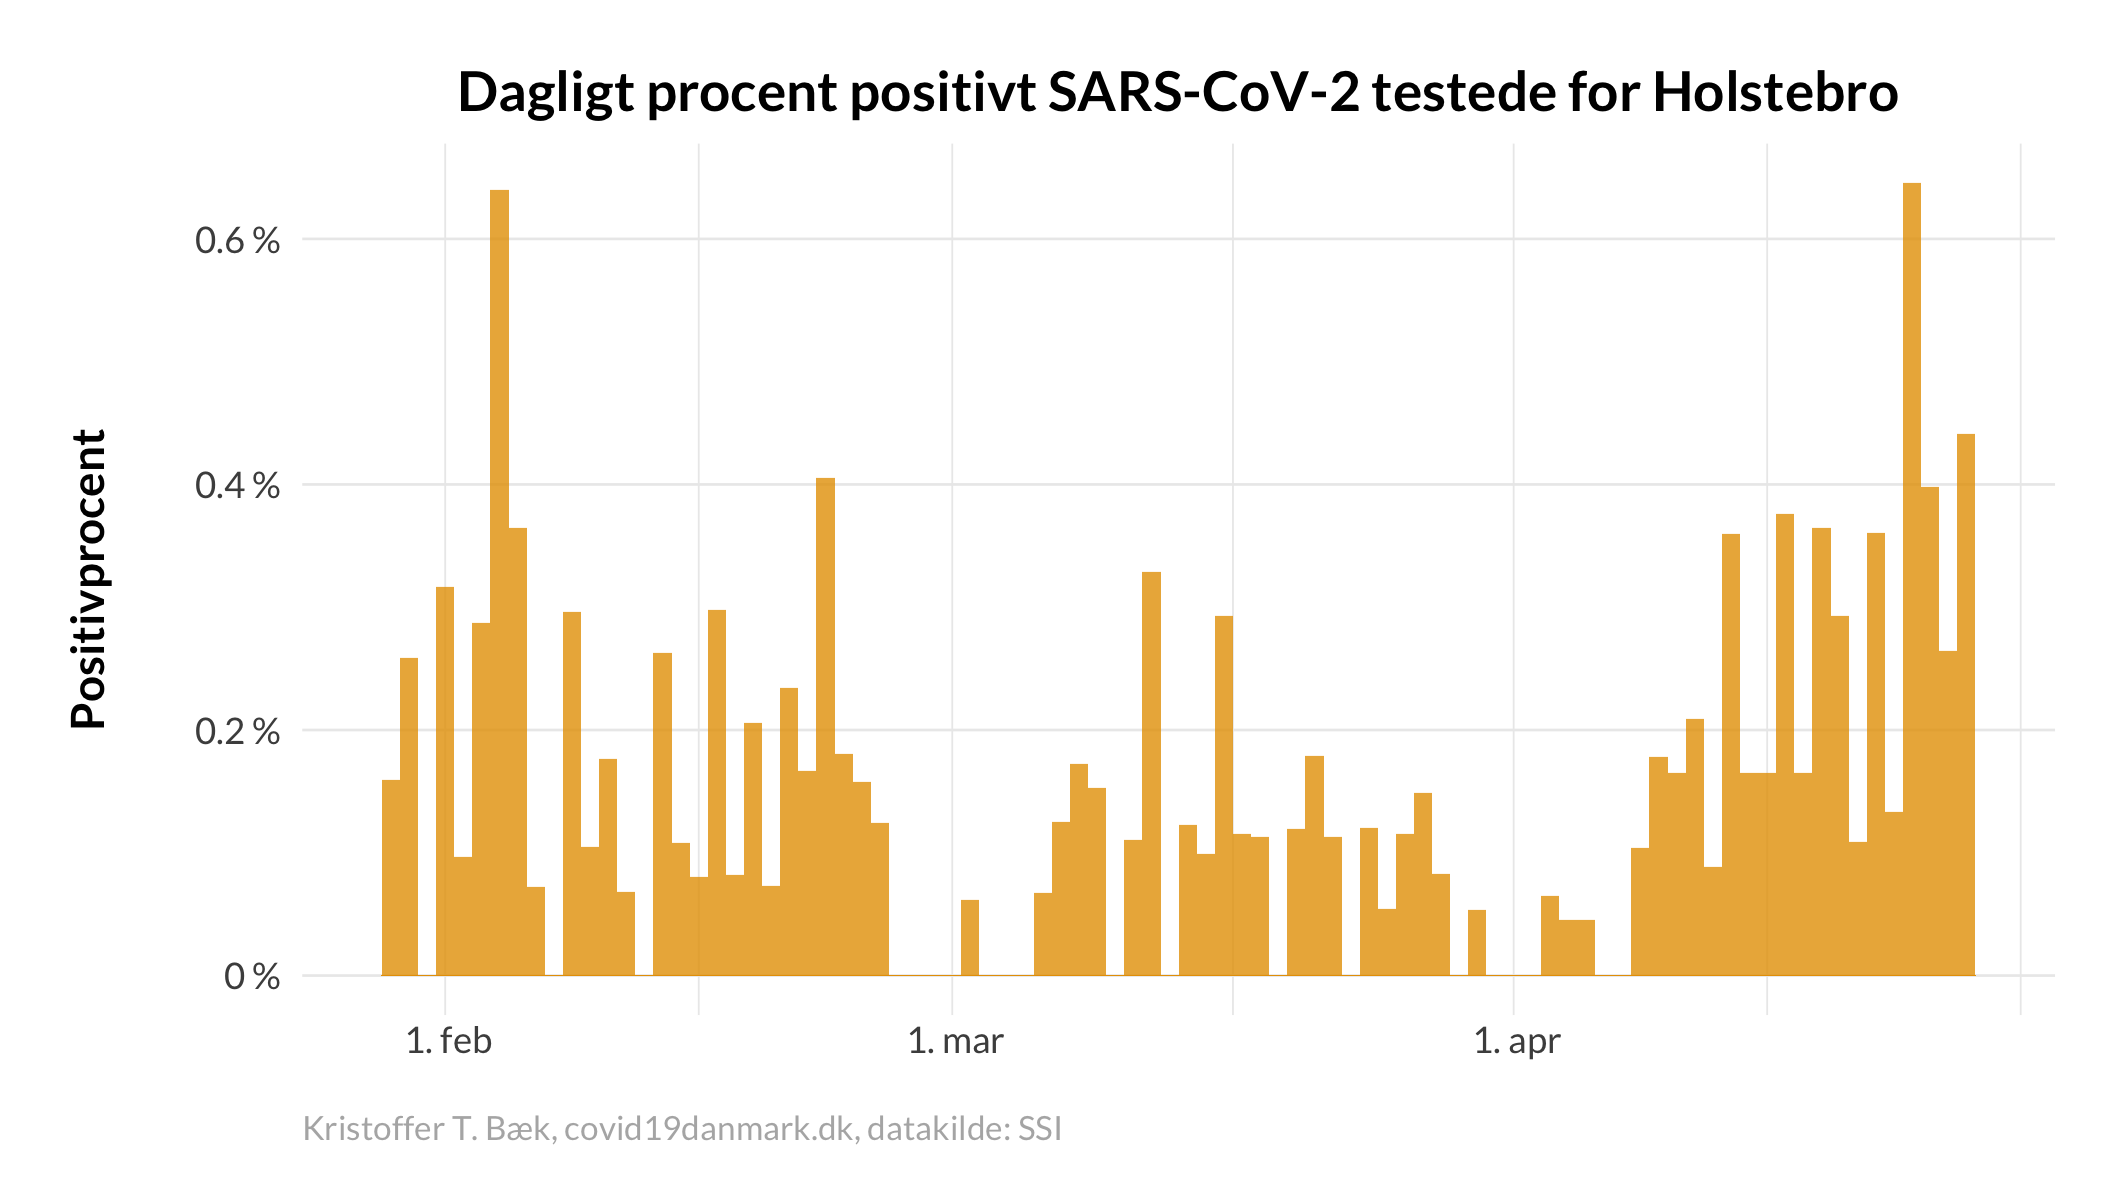 Dagligt procent positivt SARS-CoV-2 testede for Holstebro
Positivprocent
0.6 %
0.4 %
0.2 %
0 %
1. feb
1. mar
1. apr
Kristoffer T. Bæk, covid19danmark.dk, datakilde: SSI